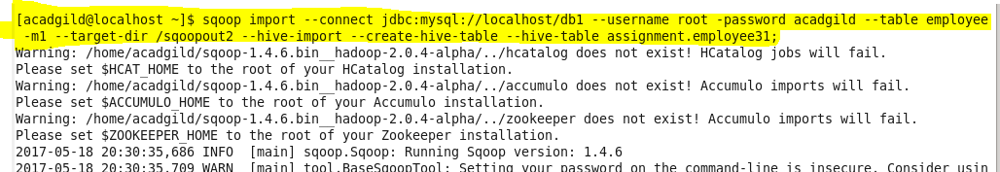 [acadgild@localhost ~]$ sqoop import --connect jdbc:mysql://localhost/db1 --username root -password acadgild --table employee
-m1 --target-dir /sqoopout2 --hive-import --create-hive-table --hive-table assignment.employee31;
Warning: /home/acadgild/sqoop-1.4.6.bin__hadoop-2.0.4-alpha/../hcatalog does not exist! HCatalog jobs will fail.
Please set $HCAT_HOME to the root of your HCatalog installation.
Warning: /home/acadgild/sqoop-1.4.6.bin__hadoop-2.0.4-alpha/../accumulo does not exist! Accumulo imports will fail.
Please set $ACCUMULO_HOME to the root of your Accumulo installation.
Warning: /home/acadgild/sqoop-1.4.6.bin__hadoop-2.0.4-alpha/../zookeeper does not exist! Accumulo imports will fail.
Please set $ZOOKEEPER_HOME to the root of your Zookeeper installation.
2017-05-18 20:30:35,686 INFO  [main] sqoop.Sqoop: Running Sqoop version: 1.4.6
2017-05-18 20:30:35,709 WARN  [main] tool.BaseSqoopTool: Setting your password on the command-line is insecure. Consider usin